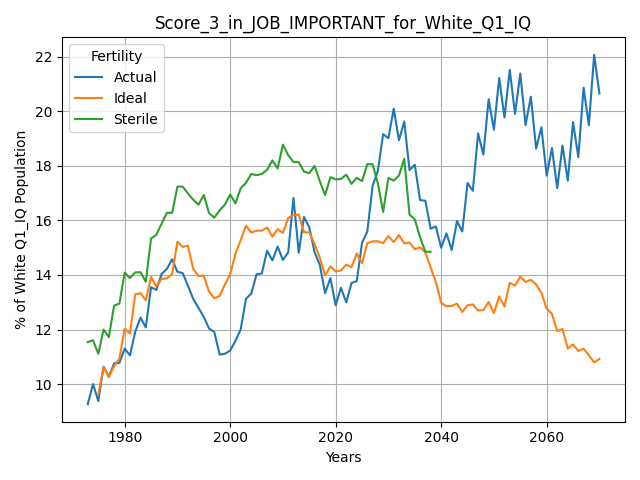 Score_3_in_JOB_IMPORTANT_for_White_Q1_IQ
Fertility
Actual
Ideal
Sterile
% of White Q1_IQ Population
22
20
18
16
14
12
10
1980
2000
2020
2040
2060
Years